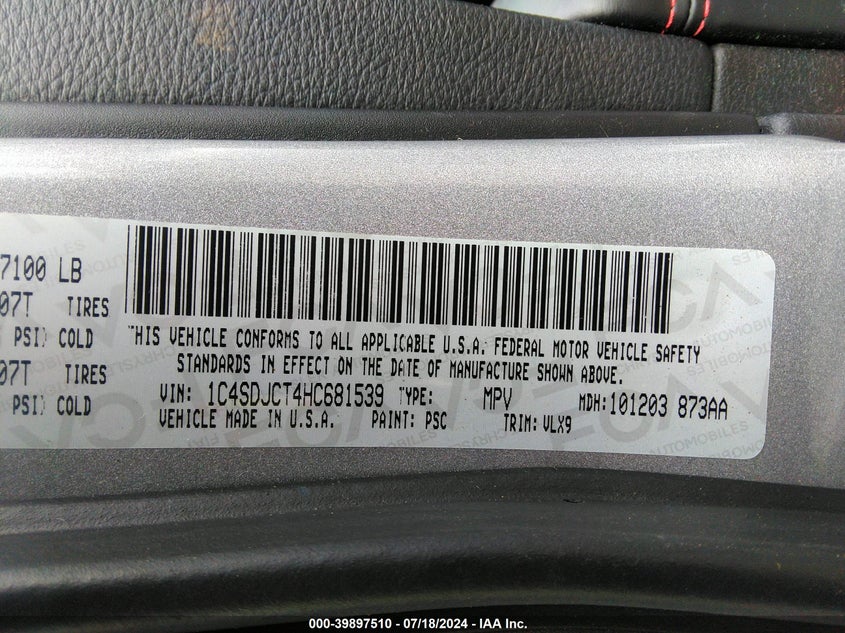 7100 LB
07T TIRES
PSI) COLD
07T TIRES
PSI) COLD
THIS VEHICLE CONFORMS TO ALL APPLICABLE U.S.A. FEDERAL MOTOR VEHICLE SAFETY
STANDARDS IN EFFECT ON THE DATE OF MANUFACTURE SHOWN ABOVE.
VIN: 1C4SDJCT4HC681539 TYPE: MPV MDH:101203 873AA
VEHICLE MADE IN U.S.A. PAINT: PSC TRIM:VLX9
000-39897510 - 07/18/2024 - IAA Inc.